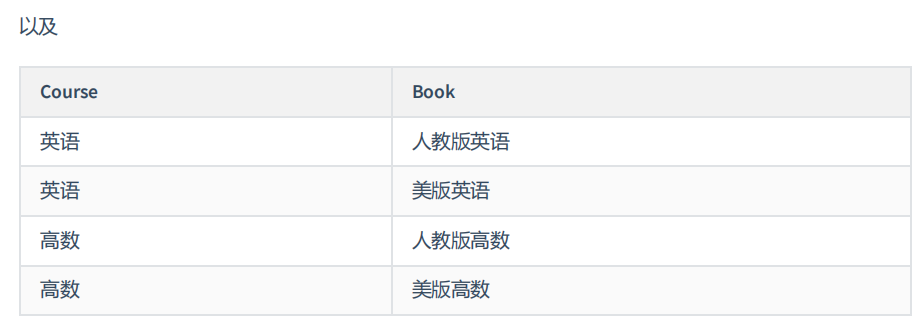 以及
Course Book
英语 人教版英语
英语 美版英语
高数 人教版高数
高数 美版高数